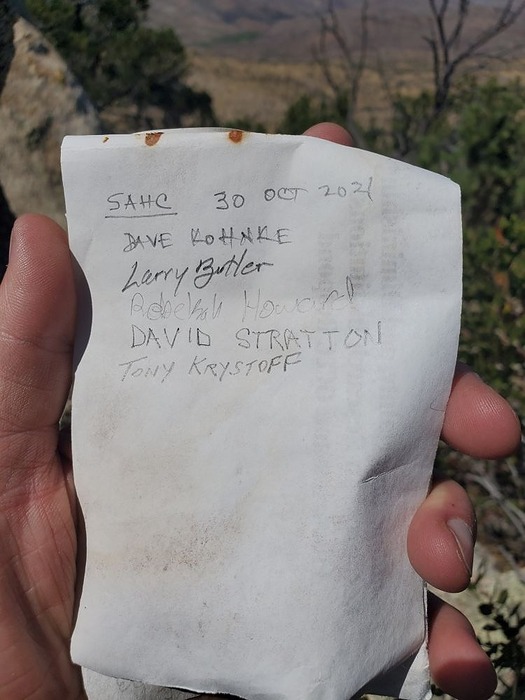 SAHC 30 OCT 2021
DAVE KOHNKE
Larry Butler
Rebekah Howard
DAVID STRATTON
TONY KRYSTOFF